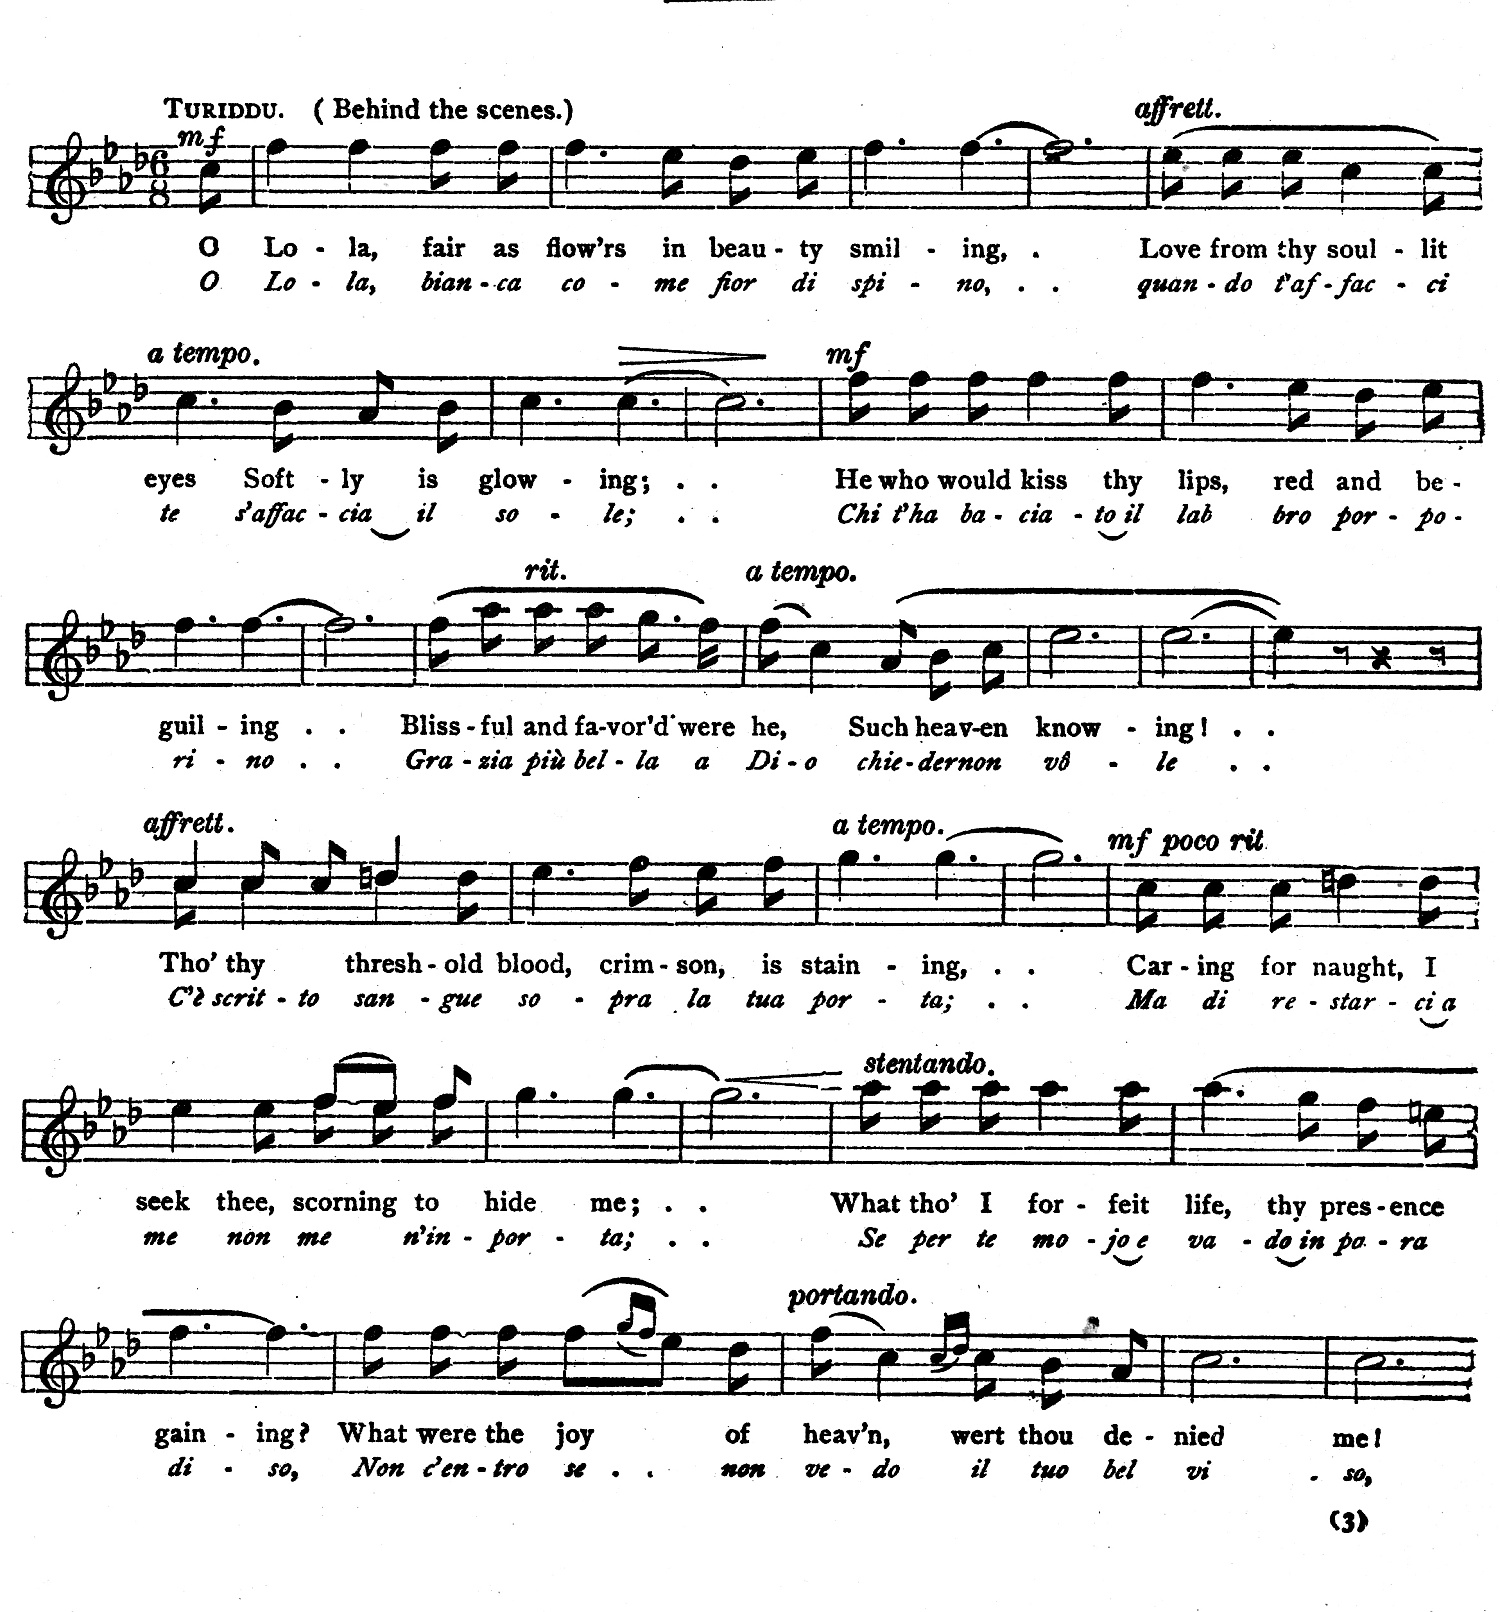 TURIDDU. (Behind the scenes.) affrett.
mf
6
8
O Lo - la, fair as flow'rs in beau - ty smil - ing, . Love from thy soul - lit
O Lo - la, bian - ca co - me fior di spi - no, . . quan - do t'af - fac - ci
a tempo. mf
eyes Soft - ly is glow - ing; . . He who would kiss thy lips, red and be -
te s'affac - cia il so - le; . . Chi t'ha ba - cia - to il lab bro por - po -
rit. a tempo.
guil - ing . . Bliss - ful and fa-vor'd were he, Such heav-en know - ing! . .
ri - no . . Gra - zia più bel - la a Di - o chie-dernon vô - le . .
affrett. a tempo. mf poco rit
Tho' thy thresh - old blood, crim - son, is stain - ing, . . Car - ing for naught, I
C'è scrit - to san - gue so - pra la tua por - ta; . . Ma di re - star - ci a
stentando.
seek thee, scorning to hide me; . . What tho' I for - feit life, thy pres - ence
me non me n'in - por - ta; . . Se per te mo - jo e va - do in pa - ra
portando.
gain - ing? What were the joy of heav'n, wert thou de - nied me!
di - so, Non c'en - tro se . . non ve - do il tuo bel vi . so,
(3)